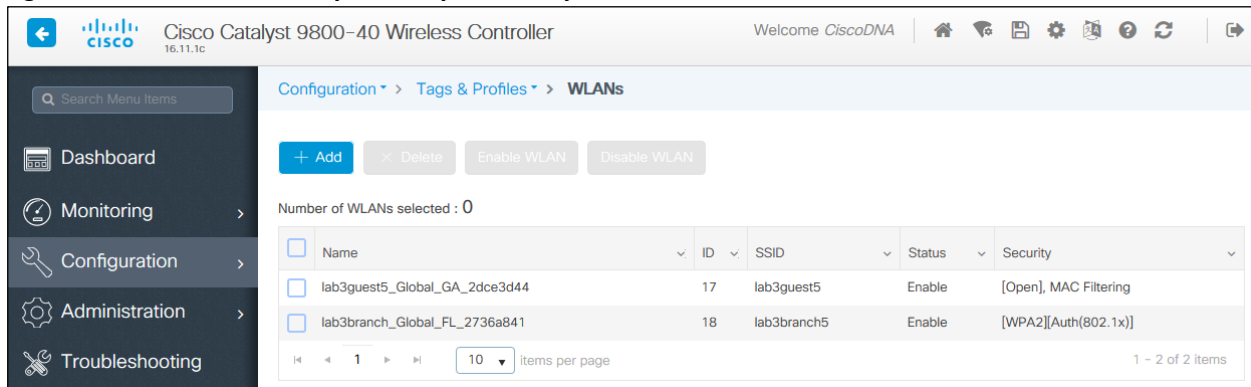 CISCO
Cisco Catalyst 9800-40 Wireless Controller
16.11.1c
Welcome CiscoDNA
Search Menu Items
Configuration > Tags & Profiles > WLANs
Dashboard
Monitoring
Configuration
Administration
Troubleshooting
+ Add
× Delete
Enable WLAN
Disable WLAN
Number of WLANs selected : 0
Name ID SSID Status Security
lab3guest5_Global_GA_2dce3d44 17 lab3guest5 Enable [Open], MAC Filtering
lab3branch_Global_FL_2736a841 18 lab3branch5 Enable [WPA2][Auth(802.1x)]
1 10 items per page 1 - 2 of 2 items